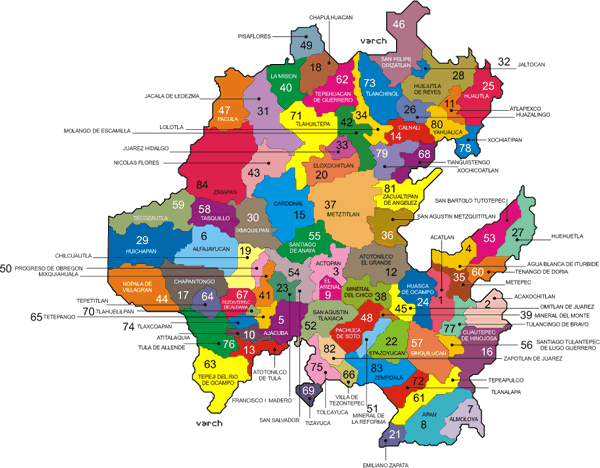 CHAPULHUACAN
PISAFLORES
varch
46
49
SAN FELIPE
ORIZATLAN
32
JALTOCAN
18
LA MISION
40
62
TEPEHUACAN
DE GUERRERO
73
TLANCHINOL
28
HUEJUTLA
DE REYES
25
HUAUTLA
JACALA DE LEDEZMA
47
PACULA
31
71
TLAHUILTEPA
34
26
11
ATLAPEXCO
HUAZALINGO
LOLOTLA
MOLANGO DE ESCAMILLA
42
CALNALI
14
80
YAHUALICA
XOCHIATIPAN
78
JUAREZ HIDALGO
33
79
68
TIANGUISTENGO
XOCHICOATLAN
NICOLAS FLORES
43
ELOXOCHITLAN
20
84
ZIMAPAN
81
ZACUALTIPAN
DE ANGELEZ
SAN BARTOLO TUTOTEPEC
59
TECOZAUTLA
58
TASQUILLO
30
IXMIQUILPAN
CARDONAL
15
37
METZTITLAN
SAN AGUSTIN METZQUITITLAN
36
ACATLAN
53
27
HUEHUETLA
29
HUICHAPAN
6
ALFAJAYUCAN
55
SANTIAGO
DE ANAYA
4
CHILCUAUTLA
19
ACTOPAN
3
ATOTONILCO
EL GRANDE
12
AGUA BLANCA DE ITURBIDE
60
TENANGO DE DORIA
50
PROGRESO DE OBREGON
MIXQUIAHUALA
35
METEPEC
NOPALA DE
VILLAGRAN
44
CHAPANTONGO
17
64
54
EL
ARENAL
9
MINERAL
DEL CHICO
38
HUASCA
DE OCAMPO
24
1
ACAXOCHITLAN
2
TEPETITLAN
67
TEZONTEPEC
DE ALDAMA
41
23
OMITLAN DE JUAREZ
70
TLAHUELILPAN
45
39
MINERAL DEL MONTE
65
TETEPANGO
5
AJACUBA
SAN AGUSTIN
TLAXIACA
48
PACHUCA
DE SOTO
77
TULANCINGO DE BRAVO
74
TLAXCOAPAN
10
52
22
EPAZOYUCAN
57
SINGUILUCAN
CUAUTEPEC
DE HINOJOSA
56
SANTIAGO TULANTEPEC
DE LUGO GUERRERO
ATITALAQUIA
TULA DE ALLENDE
76
13
82
16
ZAPOTLAN DE JUAREZ
63
TEPEJI DEL RIO
DE OCAMPO
ATOTONILCO
DE TULA
75
66
83
ZEMPOALA
72
TEPEAPULCO
TLANALAPA
FRANCISCO I MADERO
VILLA DE
TEZONTEPEC
69
TOLCAYUCA
51
MINERAL DE
LA REFORMA
61
SAN SALVADOR
TIZAYUCA
APAN
8
7
ALMOLOYA
varch
21
EMILIANO ZAPATA